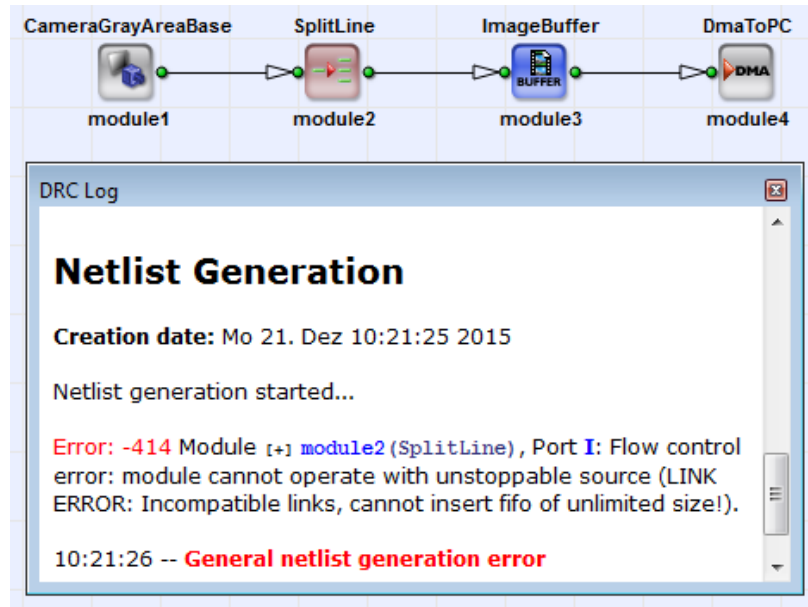 CameraGrayAreaBase SplitLine ImageBuffer DmaToPC
BUFFER DMA
module1 module2 module3 module4
DRC Log
Netlist Generation
Creation date: Mo 21. Dez 10:21:25 2015
Netlist generation started...
Error: -414 Module [+] module2(SplitLine), Port I: Flow control
error: module cannot operate with unstoppable source (LINK
ERROR: Incompatible links, cannot insert fifo of unlimited size!).
10:21:26 -- General netlist generation error